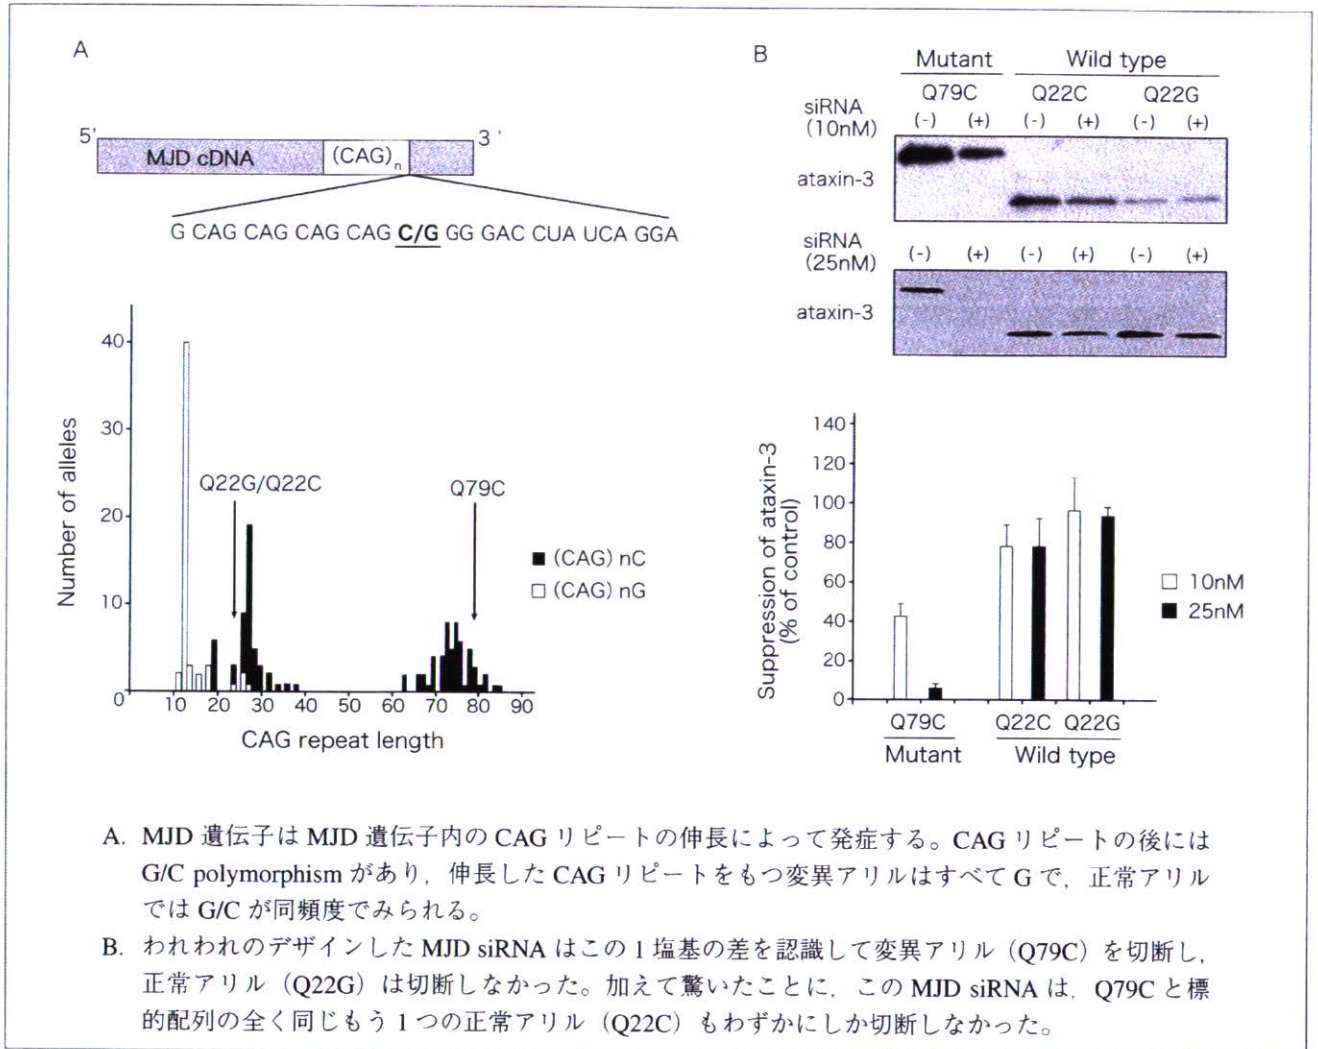 A
5'
MJD cDNA
(CAG)n
3'
G CAG CAG CAG CAG C/G GG GAC CUA UCA GGA
Number of alleles
40
30
20
10
0
Q22G/Q22C
Q79C
■ (CAG) nC
□ (CAG) nG
10 20 30 40 50 60 70 80 90
CAG repeat length
B
Mutant Wild type
Q79C Q22C Q22G
siRNA
(10nM)
(-) (+) (-) (+) (-) (+)
ataxin-3
siRNA
(25nM)
(-) (+) (-) (+) (-) (+)
ataxin-3
Suppression of ataxin-3
(% of control)
140
120
100
80
60
40
20
0
□ 10nM
■ 25nM
Q79C Q22C Q22G
Mutant Wild type
A. MJD 遺伝子は MJD 遺伝子内の CAG リピートの伸長によって発症する。CAG リピートの後には
G/C polymorphism があり，伸長した CAG リピートをもつ変異アリルはすべて G で，正常アリル
では G/C が同頻度でみられる。
B. われわれのデザインした MJD siRNA はこの 1 塩基の差を認識して変異アリル（Q79C）を切断し，
正常アリル（Q22G）は切断しなかった。加えて驚いたことに，この MJD siRNA は，Q79C と標
的配列の全く同じもう 1 つの正常アリル（Q22C）もわずかにしか切断しなかった。